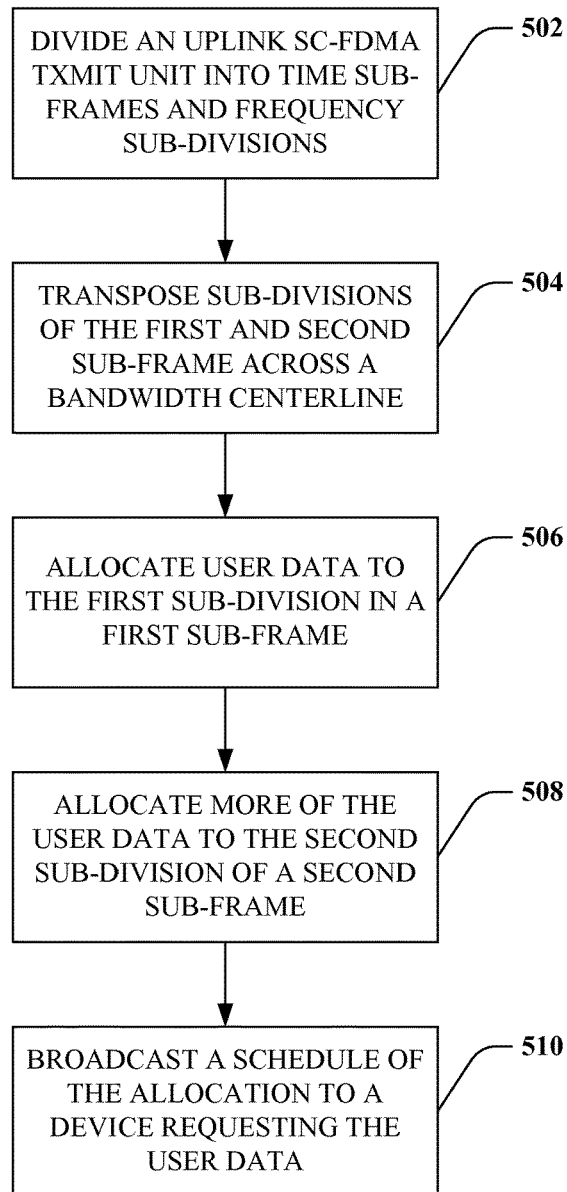 DIVIDE AN UPLINK SC-FDMA
TXMIT UNIT INTO TIME SUB-
FRAMES AND FREQUENCY
SUB-DIVISIONS
502
TRANSPOSE SUB-DIVISIONS
OF THE FIRST AND SECOND
SUB-FRAME ACROSS A
BANDWIDTH CENTERLINE
504
ALLOCATE USER DATA TO
THE FIRST SUB-DIVISION IN A
FIRST SUB-FRAME
506
ALLOCATE MORE OF THE
USER DATA TO THE SECOND
SUB-DIVISION OF A SECOND
SUB-FRAME
508
BROADCAST A SCHEDULE OF
THE ALLOCATION TO A
DEVICE REQUESTING THE
USER DATA
510